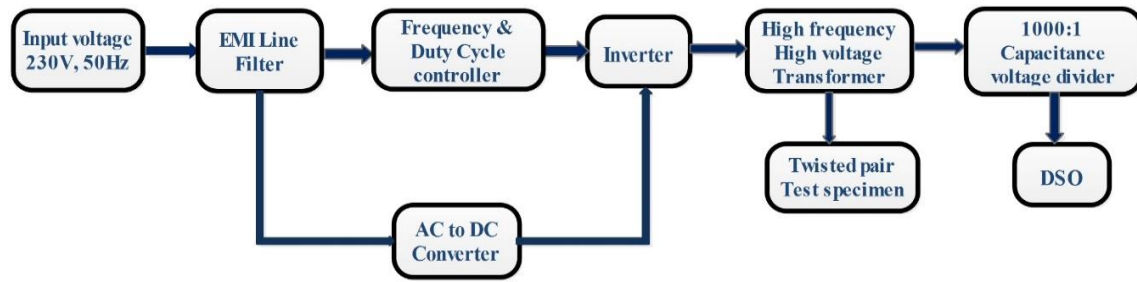 Input voltage
230V, 50Hz
EMI Line
Filter
Frequency &
Duty Cycle
controller
Inverter
High frequency
High voltage
Transformer
1000:1
Capacitance
voltage divider
Twisted pair
Test specimen
DSO
AC to DC
Converter